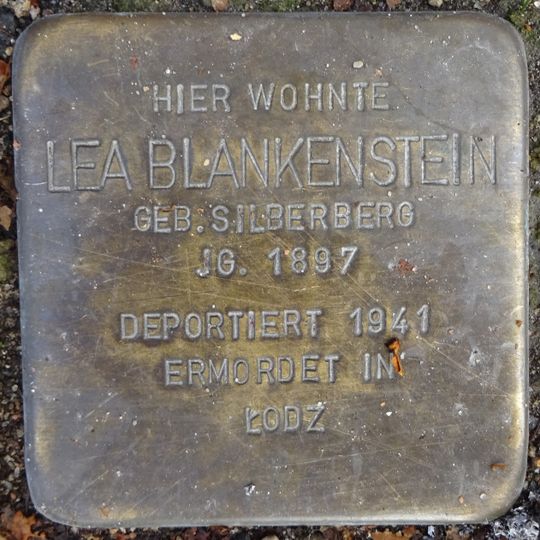 HIER WOHNTE
LEA BLANKENSTEIN
GEB. SILBERBERG
JG. 1897
DEPORTIERT 1941
ERMORDET IN
ŁODZ